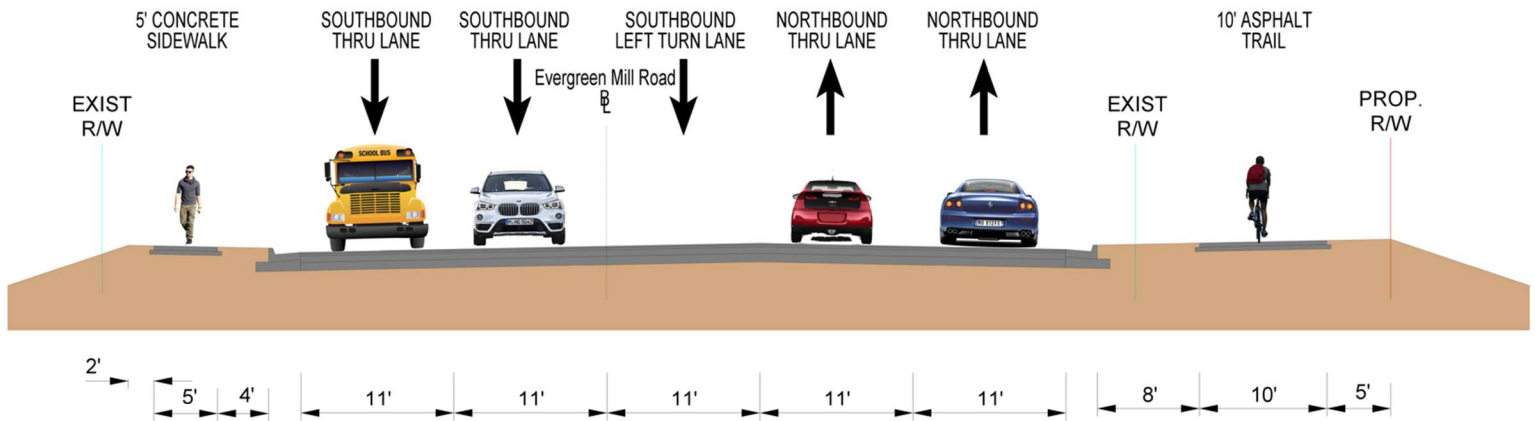 5' CONCRETE
SIDEWALK
SOUTHBOUND
THRU LANE
SOUTHBOUND
THRU LANE
SOUTHBOUND
LEFT TURN LANE
NORTHBOUND
THRU LANE
NORTHBOUND
THRU LANE
10' ASPHALT
TRAIL
Evergreen Mill Road
BL
EXIST
R/W
EXIST
R/W
PROP.
R/W
SCHOOL BUS
2'
5'
4'
11'
11'
11'
11'
11'
8'
10'
5'